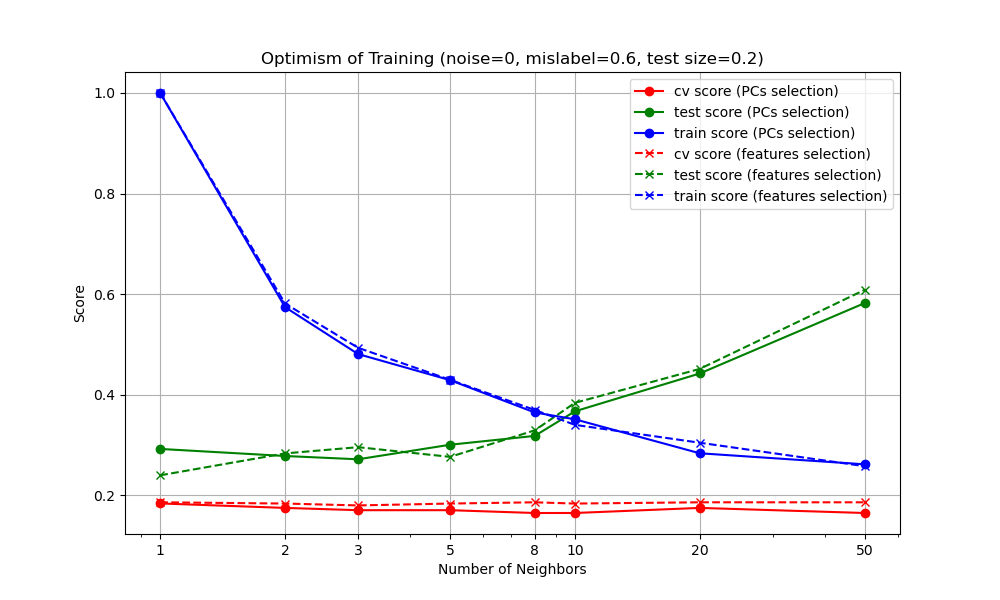 Optimism of Training (noise=0, mislabel=0.6, test size=0.2)
cv score (PCs selection)
test score (PCs selection)
train score (PCs selection)
cv score (features selection)
test score (features selection)
train score (features selection)
Score
1.0
0.8
0.6
0.4
0.2
1 2 3 5 8 10 20 50
Number of Neighbors